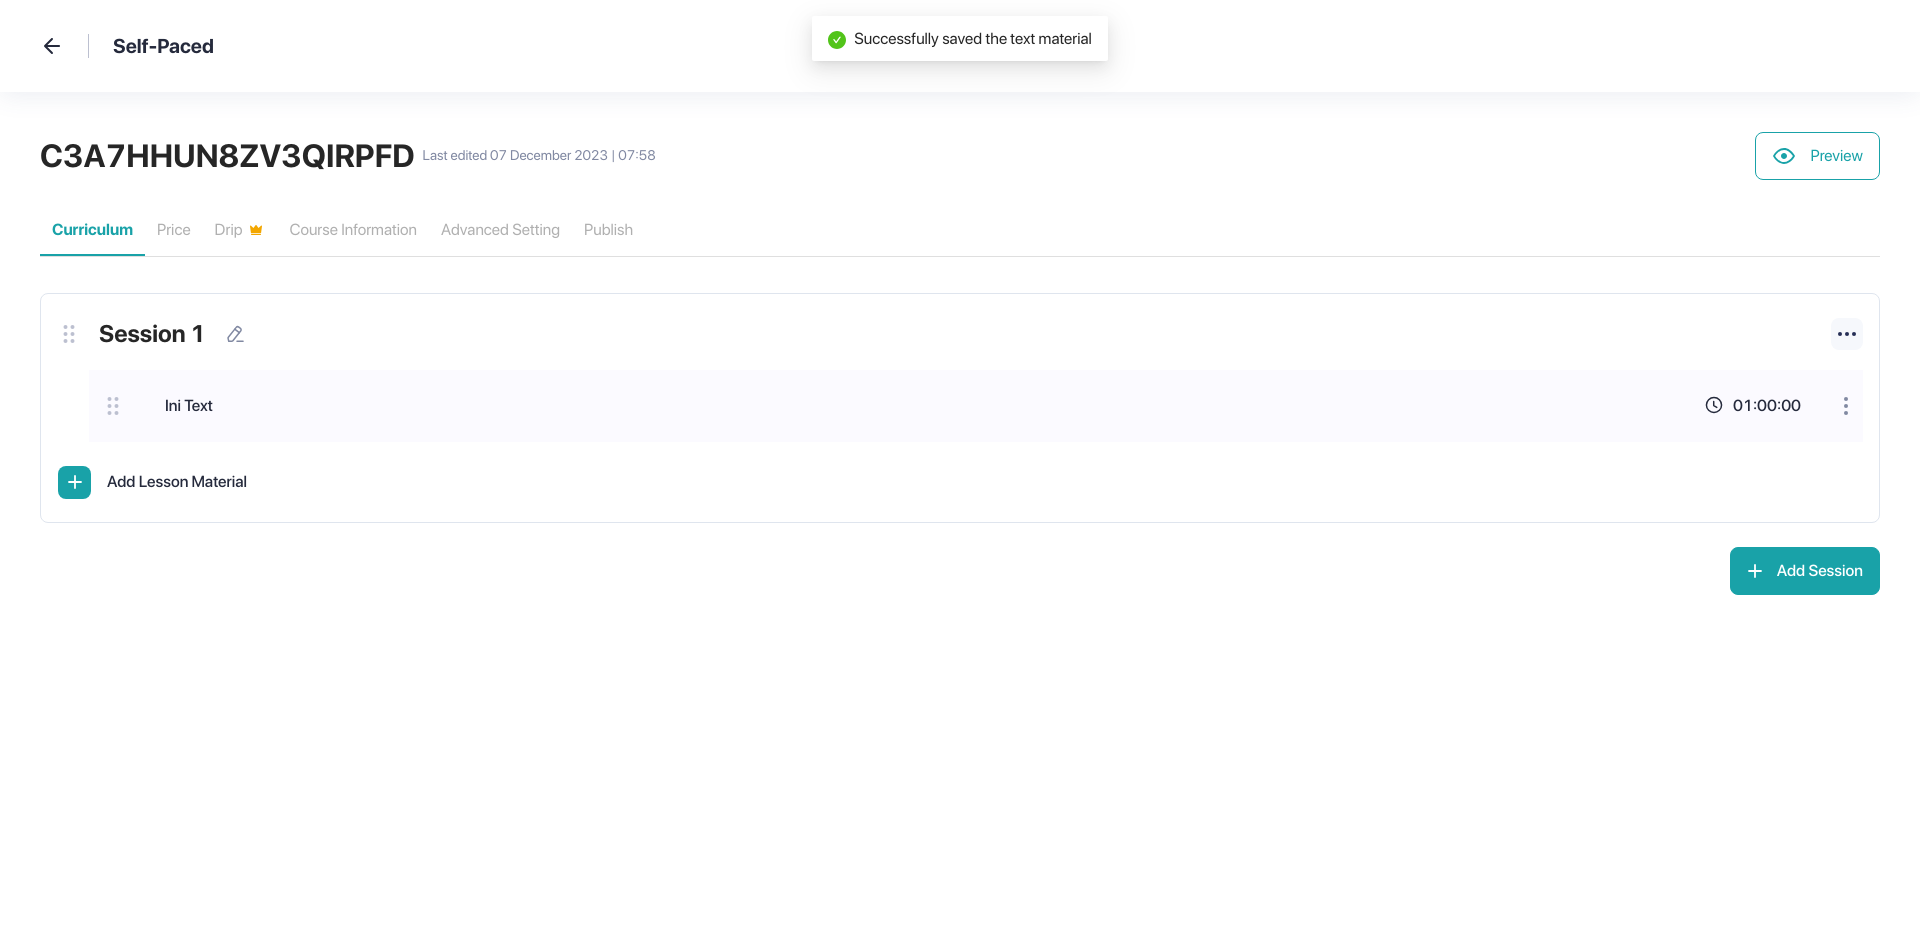 Self-Paced
Successfully saved the text material
C3A7HHUN8ZV3QIRPFD Last edited 07 December 2023 | 07:58
Preview
Curriculum Price Drip Course Information Advanced Setting Publish
Session 1
Ini Text 01:00:00
Add Lesson Material
Add Session